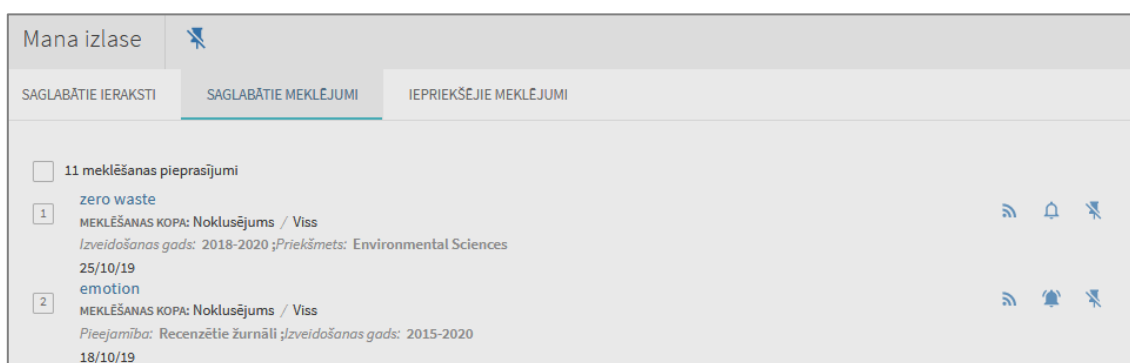 Mana izlase
SAGLABĀTIE IERAKSTI SAGLABĀTIE MEKLĒJUMI IEPRIEKŠĒJIE MEKLĒJUMI
11 meklēšanas pieprasījumi
1 zero waste
MEKLĒŠANAS KOPA: Noklusējums / Viss
Izveidošanas gads: 2018-2020 ;Priekšmets: Environmental Sciences
25/10/19
2 emotion
MEKLĒŠANAS KOPA: Noklusējums / Viss
Pieejamība: Recenzētie žurnāli ;Izveidošanas gads: 2015-2020
18/10/19